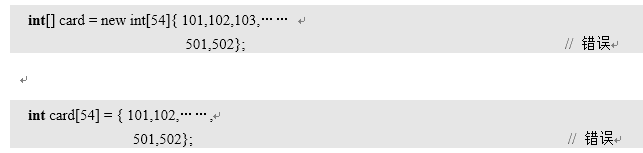 int[] card = new int[54]{ 101,102,103,⋯⋯ ↵
501,502}; // 错误↵
↵
int card[54] = { 101,102,⋯⋯,↵
501,502}; // 错误↵